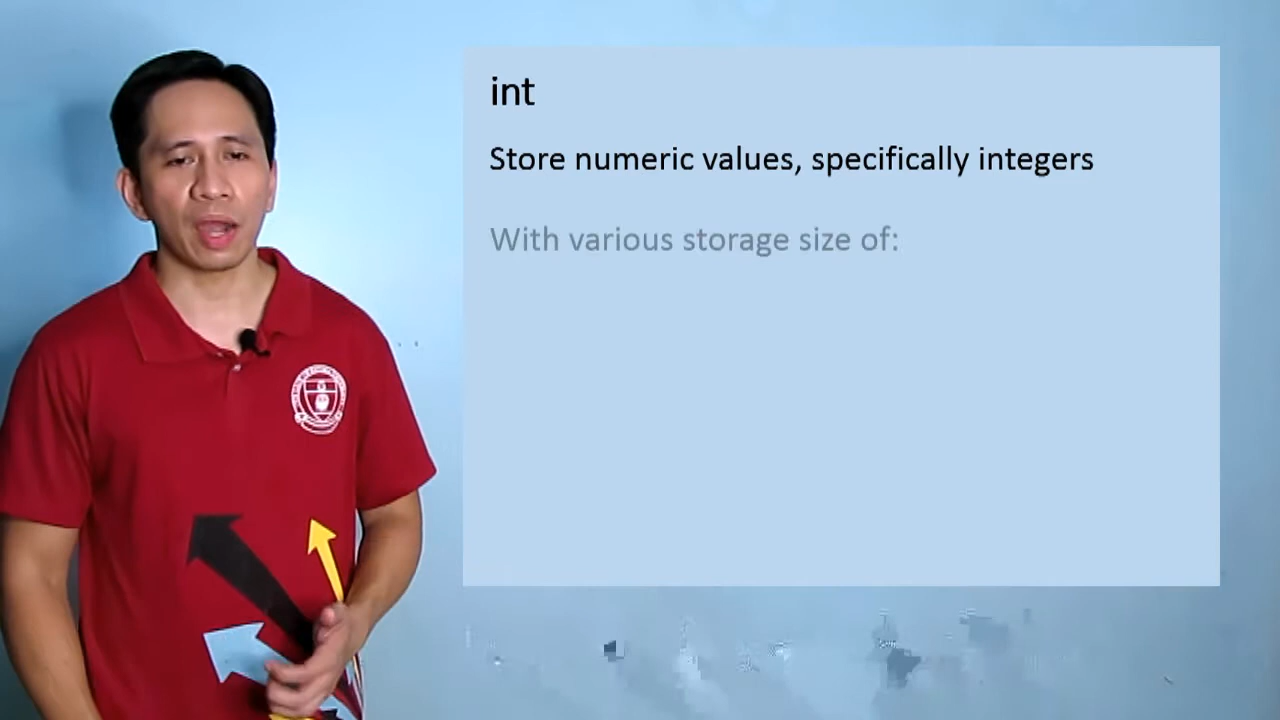 int
Store numeric values, specifically integers
With various storage size of: